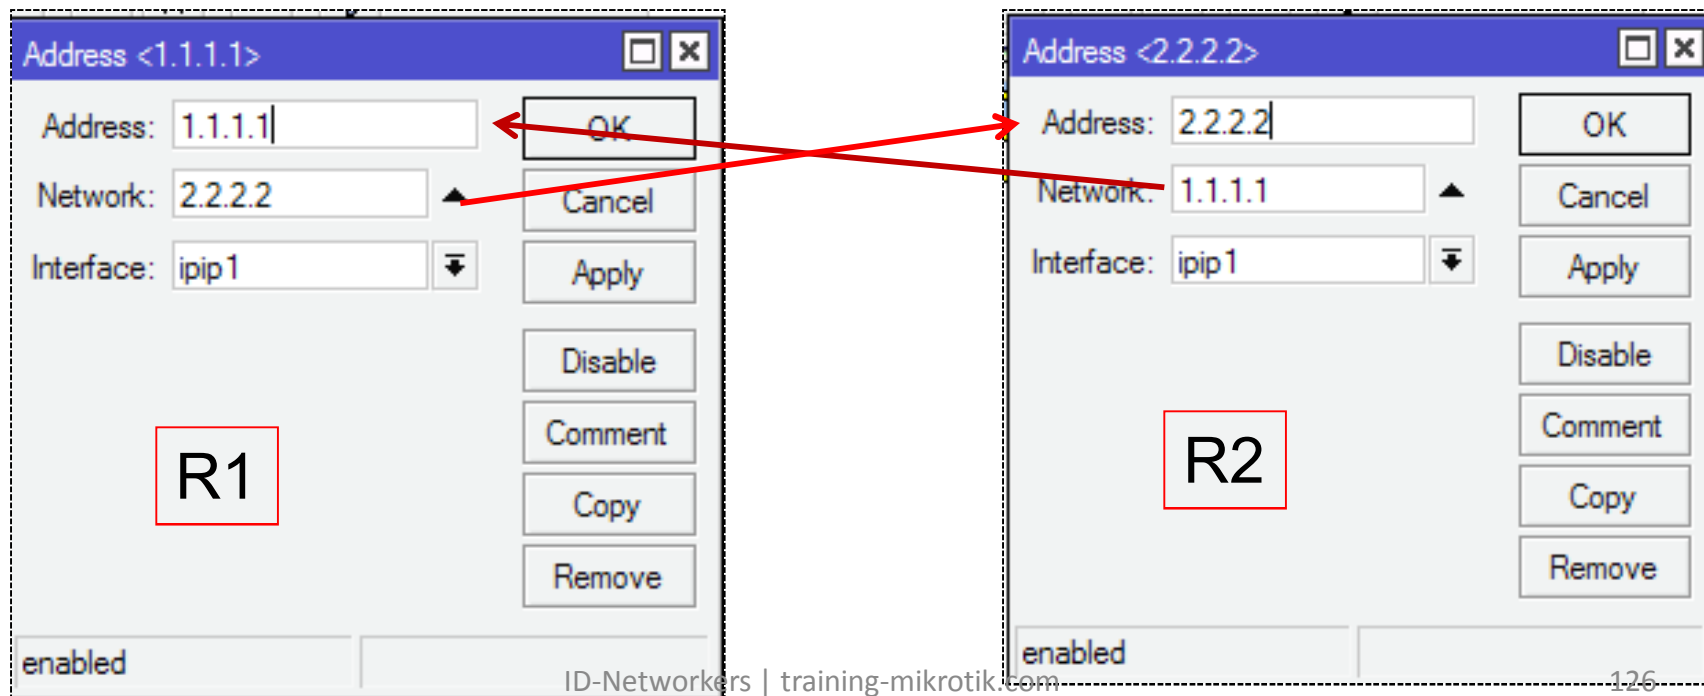 Address <1.1.1.1>
Address: 1.1.1.1
OK
Network: 2.2.2.2
Cancel
Interface: ipip1
Apply
Disable
Comment
Copy
Remove
R1
enabled
Address <2.2.2.2>
Address: 2.2.2.2
OK
Network: 1.1.1.1
Cancel
Interface: ipip1
Apply
Disable
Comment
Copy
Remove
R2
enabled
ID-Networkers | training-mikrotik.com
126